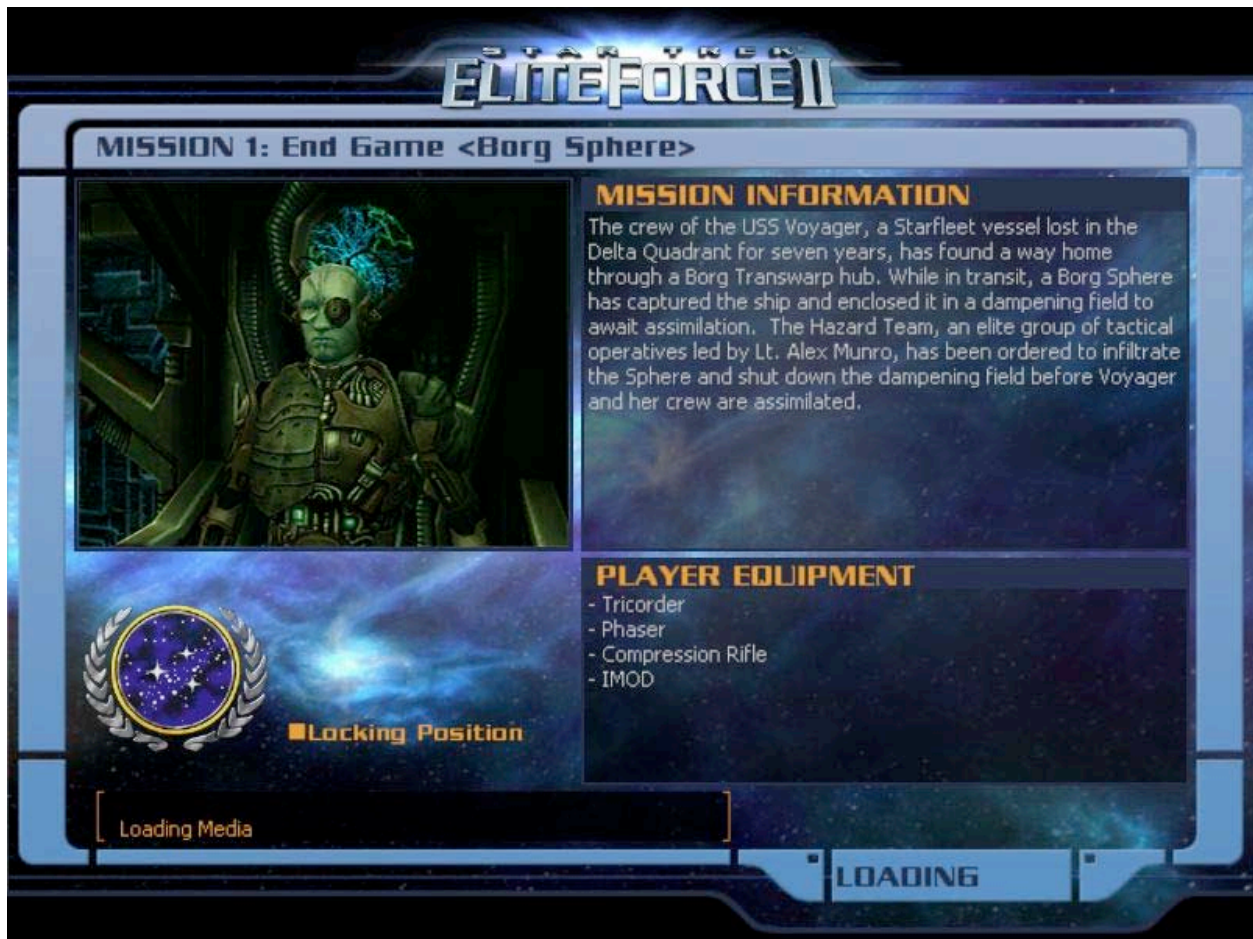 STAR TREK
ELITE FORCE II
MISSION 1: End Game <Borg Sphere>
MISSION INFORMATION
The crew of the USS Voyager, a Starfleet vessel lost in the
Delta Quadrant for seven years, has found a way home
through a Borg Transwarp hub. While in transit, a Borg Sphere
has captured the ship and enclosed it in a dampening field to
await assimilation.  The Hazard Team, an elite group of tactical
operatives led by Lt. Alex Munro, has been ordered to infiltrate
the Sphere and shut down the dampening field before Voyager
and her crew are assimilated.
PLAYER EQUIPMENT
- Tricorder
- Phaser
- Compression Rifle
- IMOD
Locking Position
Loading Media
LOADING